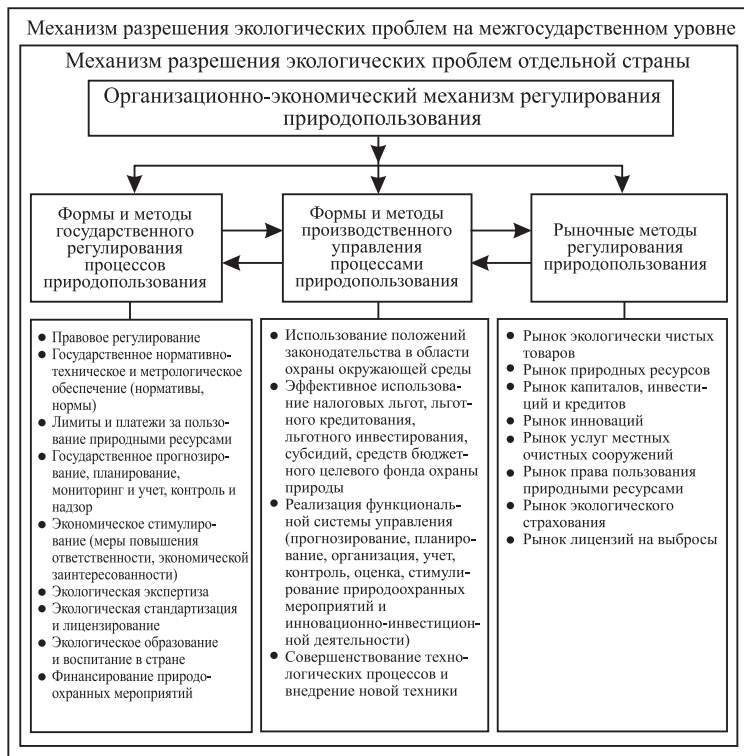 Механизм разрешения экологических проблем на межгосударственном уровне
Механизм разрешения экологических проблем отдельной страны
Организационно-экономический механизм регулирования
природопользования
Формы и методы
государственного
регулирования
процессов
природопользования
Формы и методы
производственного
управления
процессами
природопользования
Рыночные методы
регулирования
природопользования
● Правовое регулирование
● Государственное нормативно-
техническое и метрологическое
обеспечение (нормативы,
нормы)
● Лимиты и платежи за пользо-
вание природными ресурсами
● Государственное прогнозиро-
вание, планирование,
мониторинг и учет, контроль и
надзор
● Экономическое стимулиро-
вание (меры повышения
ответственности, экономической
заинтересованности)
● Экологическая экспертиза
● Экологическая стандартизация
и лицензирование
● Экологическое образование
и воспитание в стране
● Финансирование природо-
охранных мероприятий
● Использование положений
законодательства в области
охраны окружающей среды
● Эффективное использо-
вание налоговых льгот, льгот-
ного кредитования,
льготного инвестирования,
субсидий, средств бюджет-
ного целевого фонда охраны
природы
● Реализация функциональ-
ной системы управления
(прогнозирование, плани-
рование, организация, учет,
контроль, оценка, стимули-
рование природоохранных
мероприятий и
инновационно-инвестицион-
ной деятельности)
● Совершенствование техно-
логических процессов и
внедрение новой техники
● Рынок экологически чистых
товаров
● Рынок природных ресурсов
● Рынок капиталов, инвести-
ций и кредитов
● Рынок инноваций
● Рынок услуг местных
очистных сооружений
● Рынок права пользования
природными ресурсами
● Рынок экологического
страхования
● Рынок лицензий на выбросы